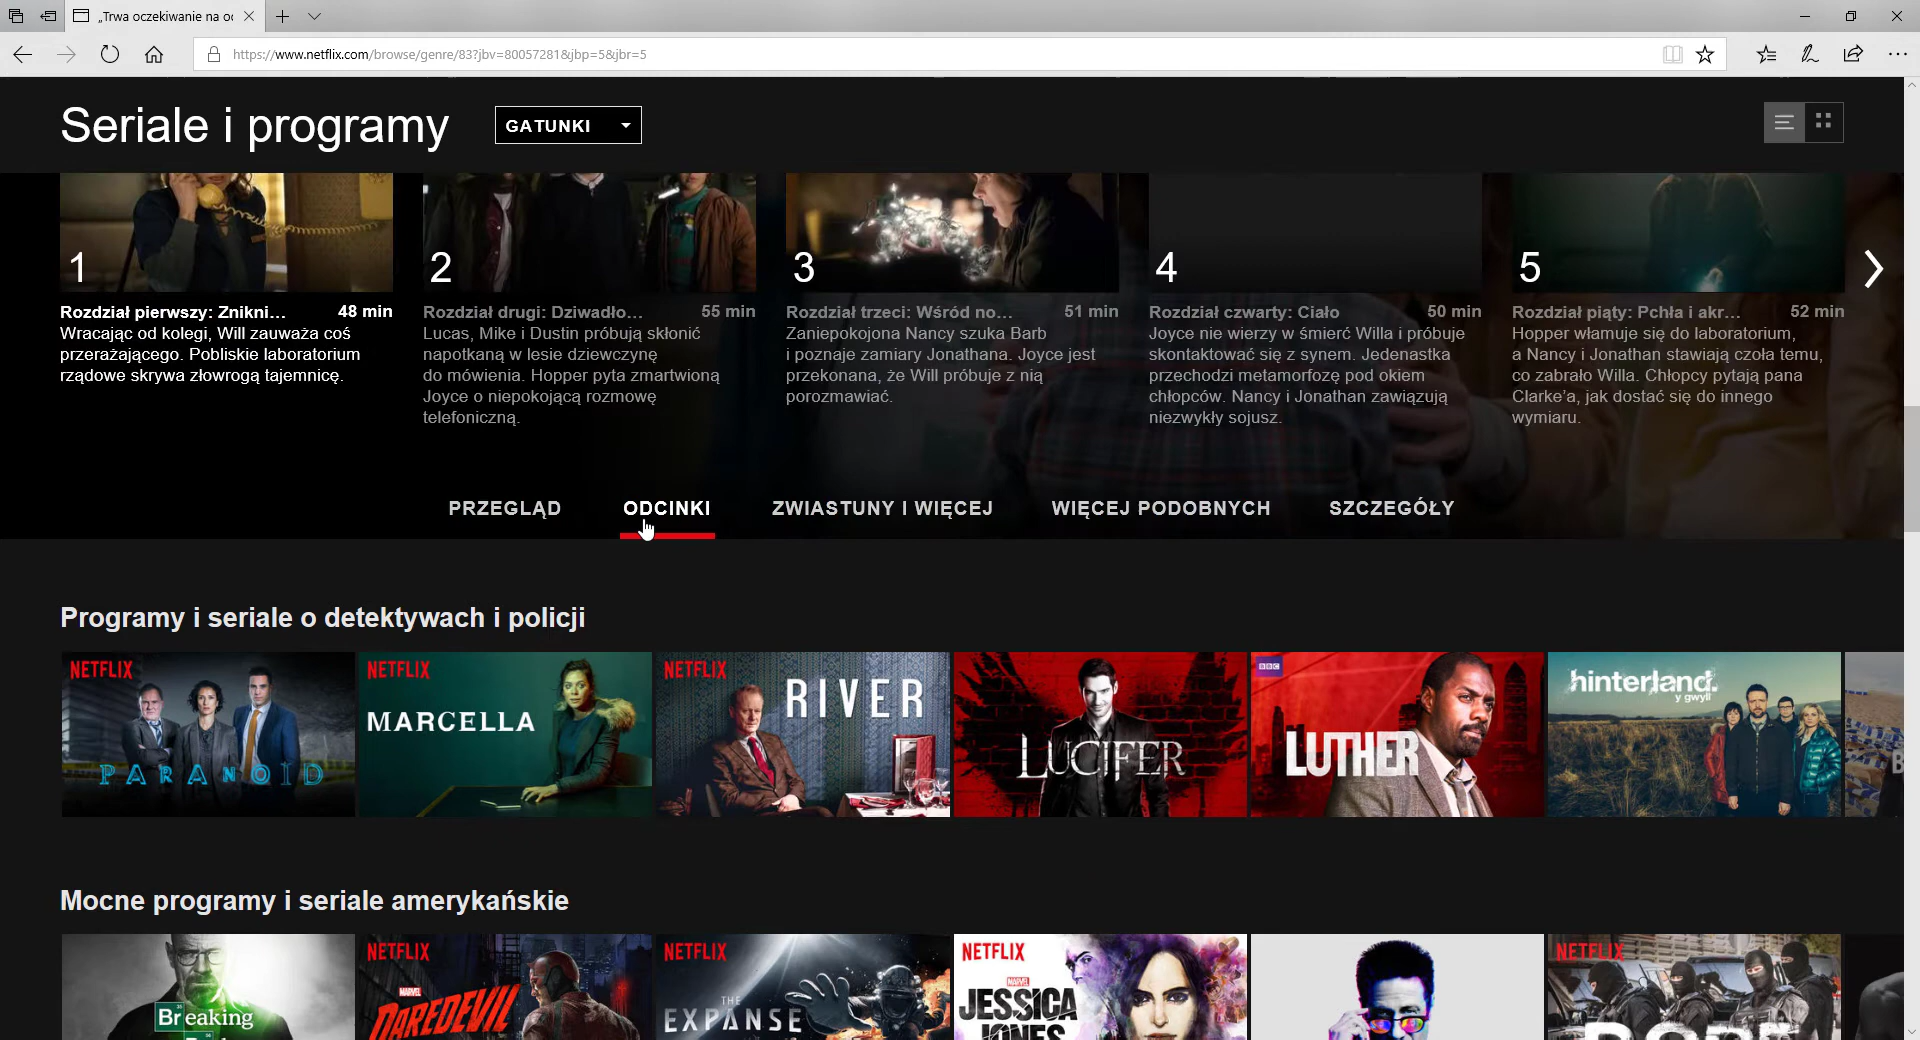 „Trwa oczekiwanie na o
https://www.netflix.com/browse/genre/83?jbv=80057281&jbp=5&jbr=5
Seriale i programy
GATUNKI
1
2
3
4
5
Rozdział pierwszy: Znikni... 48 min
Wracając od kolegi, Will zauważa coś
przerażającego. Pobliskie laboratorium
rządowe skrywa złowrogą tajemnicę.
Rozdział drugi: Dziwadło... 55 min
Lucas, Mike i Dustin próbują skłonić
napotkaną w lesie dziewczynę
do mówienia. Hopper pyta zmartwioną
Joyce o niepokojącą rozmowę
telefoniczną.
Rozdział trzeci: Wśród no... 51 min
Zaniepokojona Nancy szuka Barb
i poznaje zamiary Jonathana. Joyce jest
przekonana, że Will próbuje z nią
porozmawiać.
Rozdział czwarty: Ciało 50 min
Joyce nie wierzy w śmierć Willa i próbuje
skontaktować się z synem. Jedenastka
przechodzi metamorfozę pod okiem
chłopców. Nancy i Jonathan zawiązują
niezwykły sojusz.
Rozdział piąty: Pchła i akr... 52 min
Hopper włamuje się do laboratorium,
a Nancy i Jonathan stawiają czoła temu,
co zabrało Willa. Chłopcy pytają pana
Clarke'a, jak dostać się do innego
wymiaru.
PRZEGLĄD ODCINKI ZWIASTUNY I WIĘCEJ WIĘCEJ PODOBNYCH SZCZEGÓŁY
Programy i seriale o detektywach i policji
NETFLIX
PARANOID
NETFLIX
MARCELLA
NETFLIX
RIVER
LUCIFER
BBC
LUTHER
hinterland.
y gwyll
B
Mocne programy i seriale amerykańskie
Breaking
NETFLIX
MARVEL
DAREDEVIL
NETFLIX
THE
EXPANSE
NETFLIX
MARVEL
JESSICA
JONES
NETFLIX